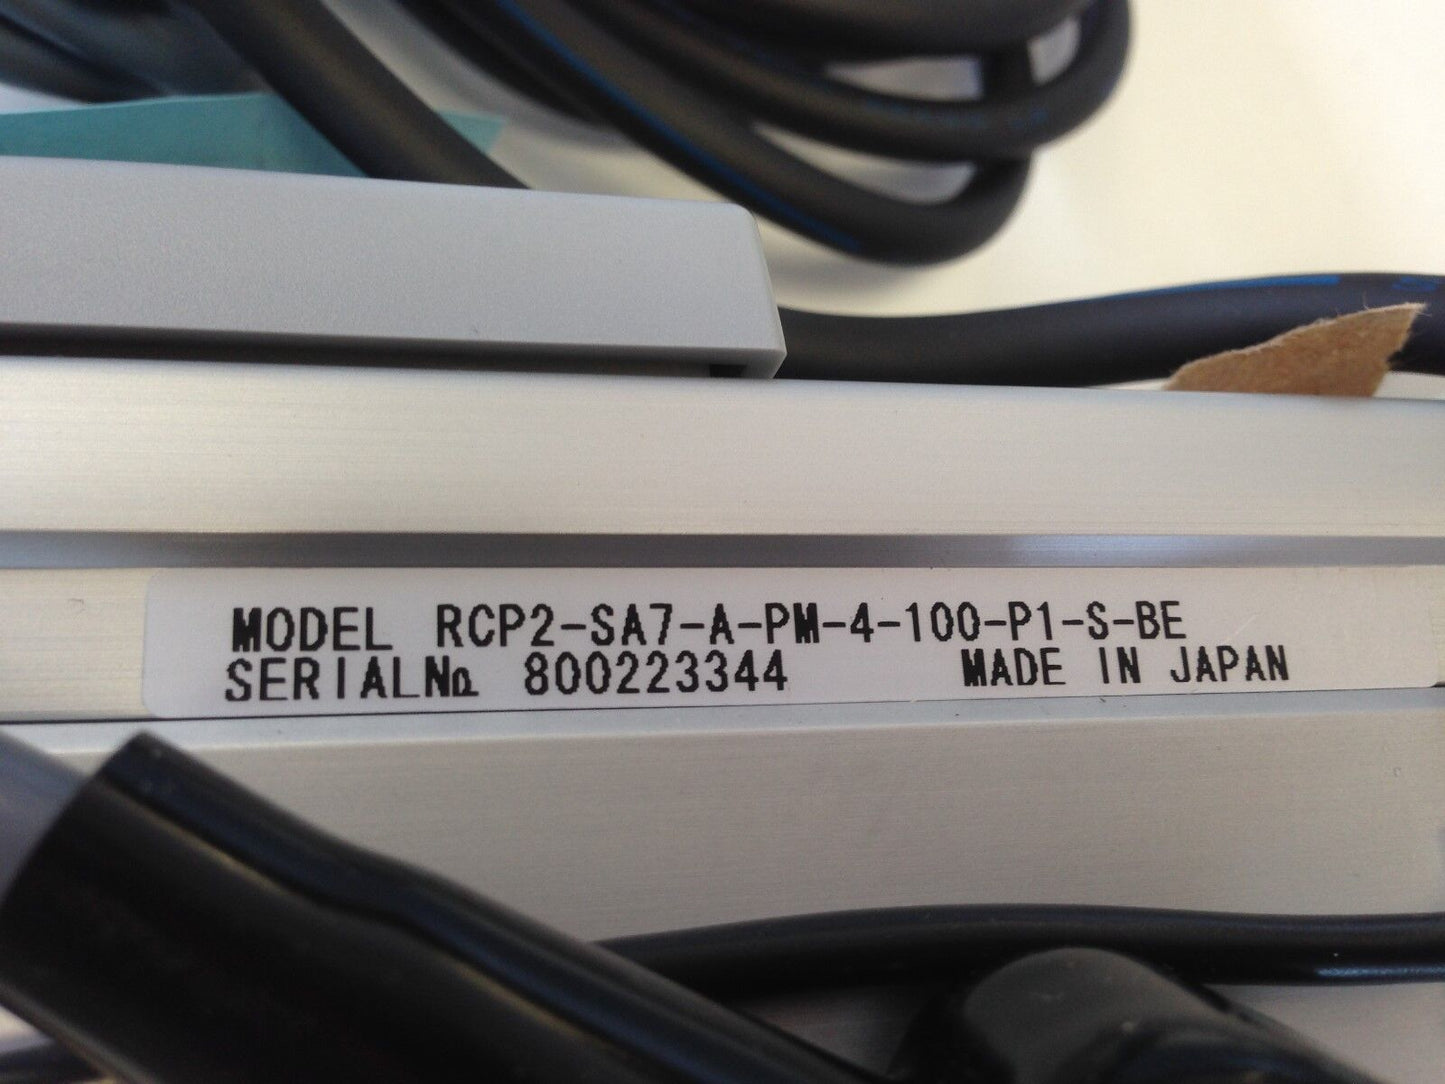 MODEL RCP2-SA7-A-PM-4-100-P1-S-BE
SERIAL№ 800223344 MADE IN JAPAN